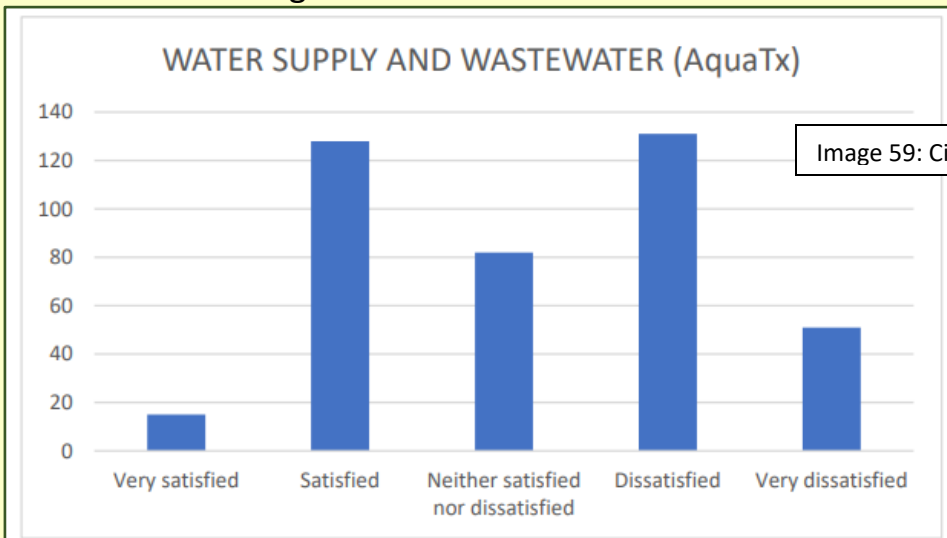 WATER SUPPLY AND WASTEWATER (AquaTx)
140
120
100
80
60
40
20
0
Image 59: Ci
Very satisfied
Satisfied
Neither satisfied
nor dissatisfied
Dissatisfied
Very dissatisfied